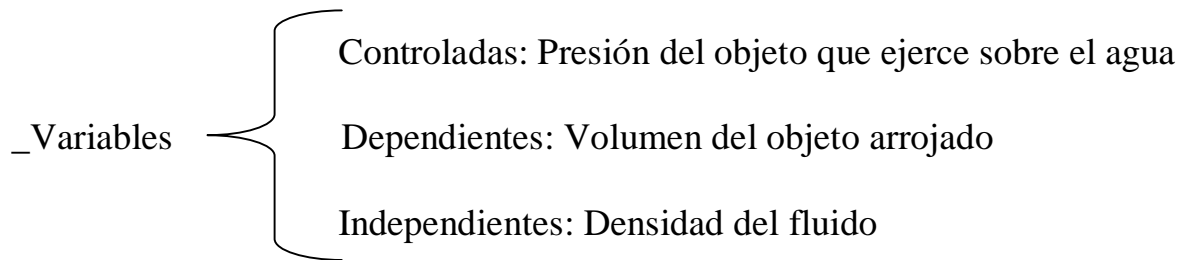 Controladas: Presión del objeto que ejerce sobre el agua
_Variables
Dependientes: Volumen del objeto arrojado
Independientes: Densidad del fluido